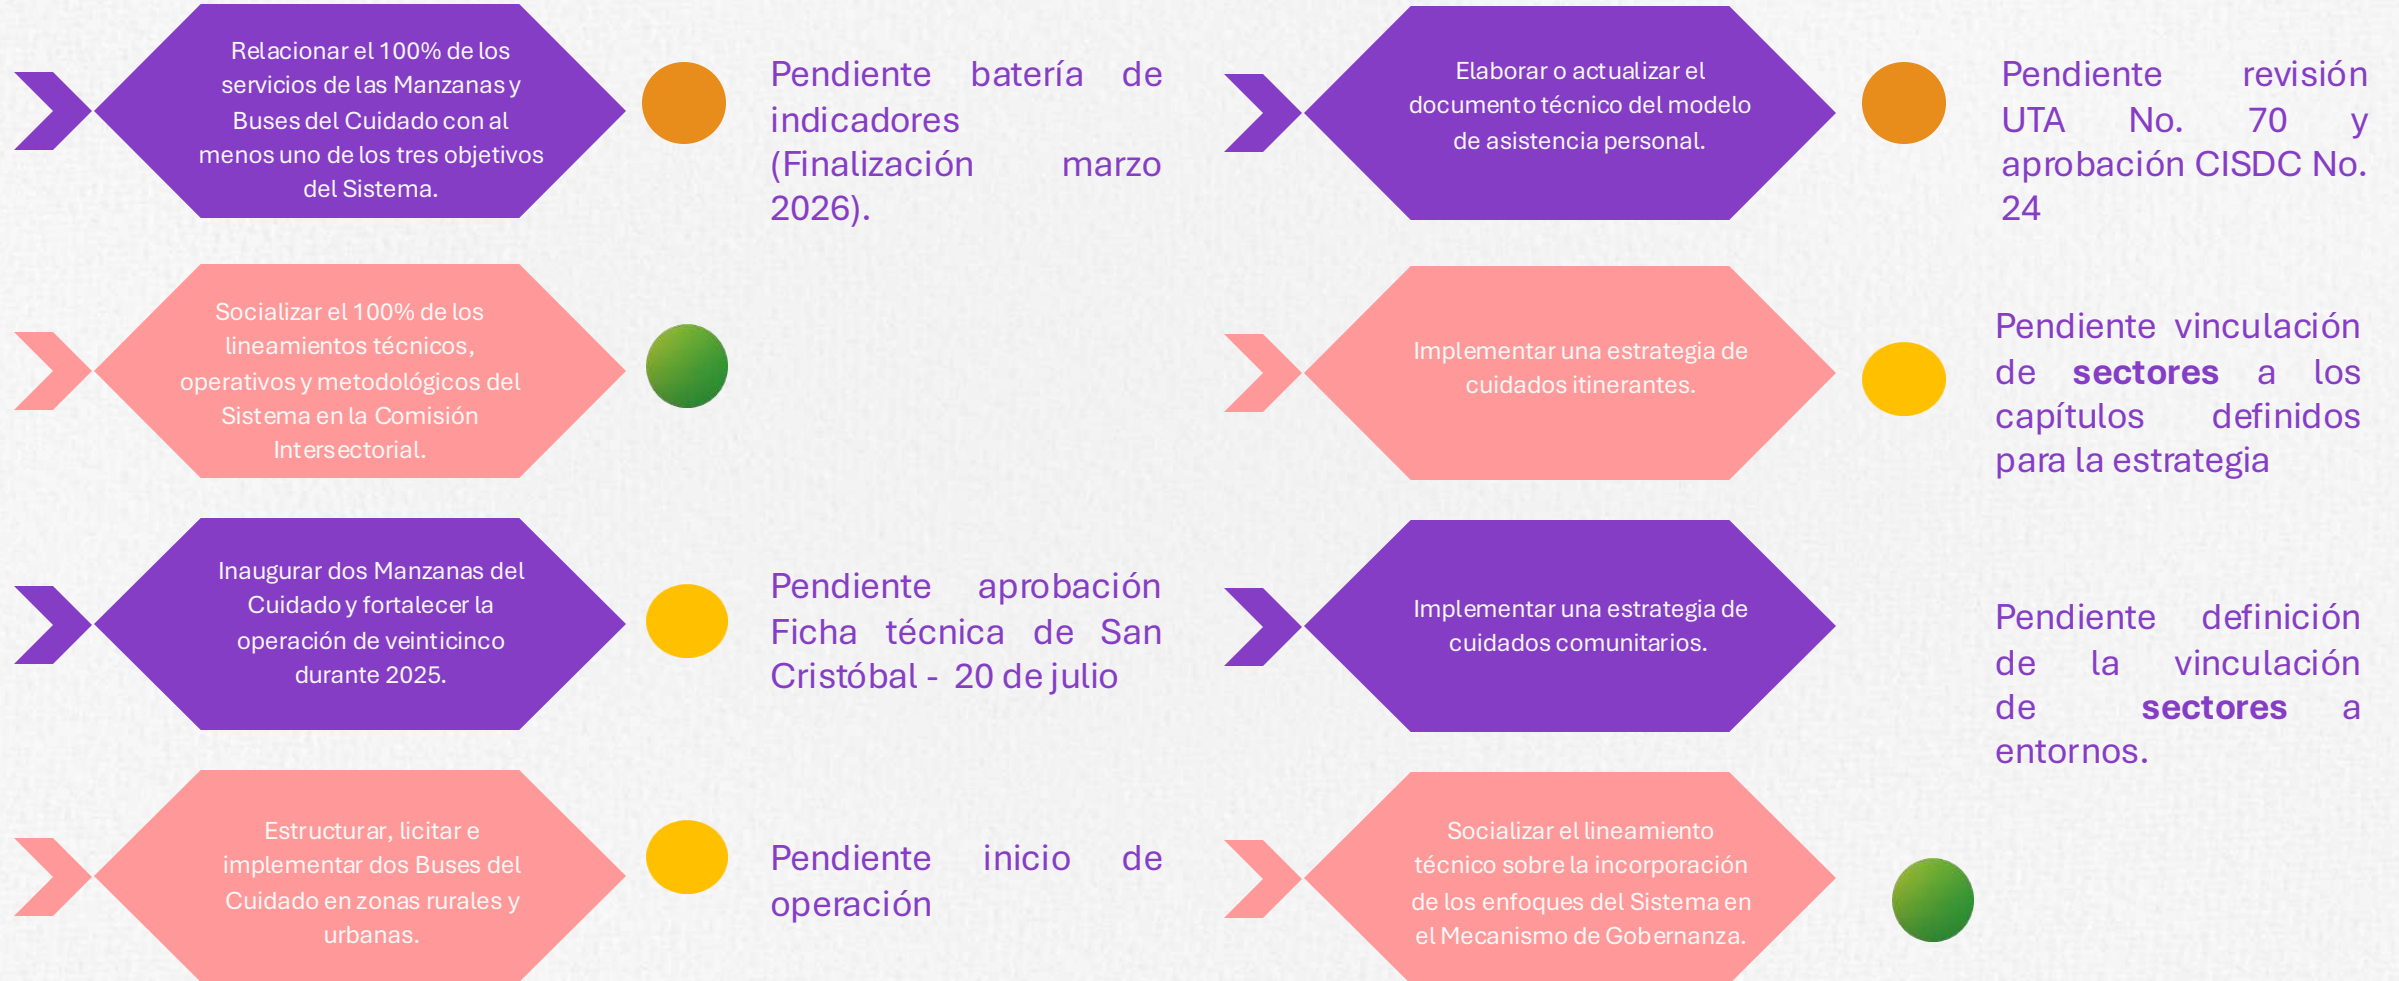 Relacionar el 100% de los
servicios de las Manzanas y
Buses del Cuidado con al
menos uno de los tres objetivos
del Sistema.
Pendiente batería de
indicadores
(Finalización marzo
2026).
Socializar el 100% de los
lineamientos técnicos,
operativos y metodológicos del
Sistema en la Comisión
Intersectorial.
Inaugurar dos Manzanas del
Cuidado y fortalecer la
operación de veinticinco
durante 2025.
Pendiente aprobación
Ficha técnica de San
Cristóbal - 20 de julio
Estructurar, licitar e
implementar dos Buses del
Cuidado en zonas rurales y
urbanas.
Pendiente inicio de
operación
Elaborar o actualizar el
documento técnico del modelo
de asistencia personal.
Pendiente revisión
UTA No. 70 y
aprobación CISDC No.
24
Implementar una estrategia de
cuidados itinerantes.
Pendiente vinculación
de sectores a los
capítulos definidos
para la estrategia
Implementar una estrategia de
cuidados comunitarios.
Pendiente definición
de la vinculación
de sectores a
entornos.
Socializar el lineamiento
técnico sobre la incorporación
de los enfoques del Sistema en
el Mecanismo de Gobernanza.